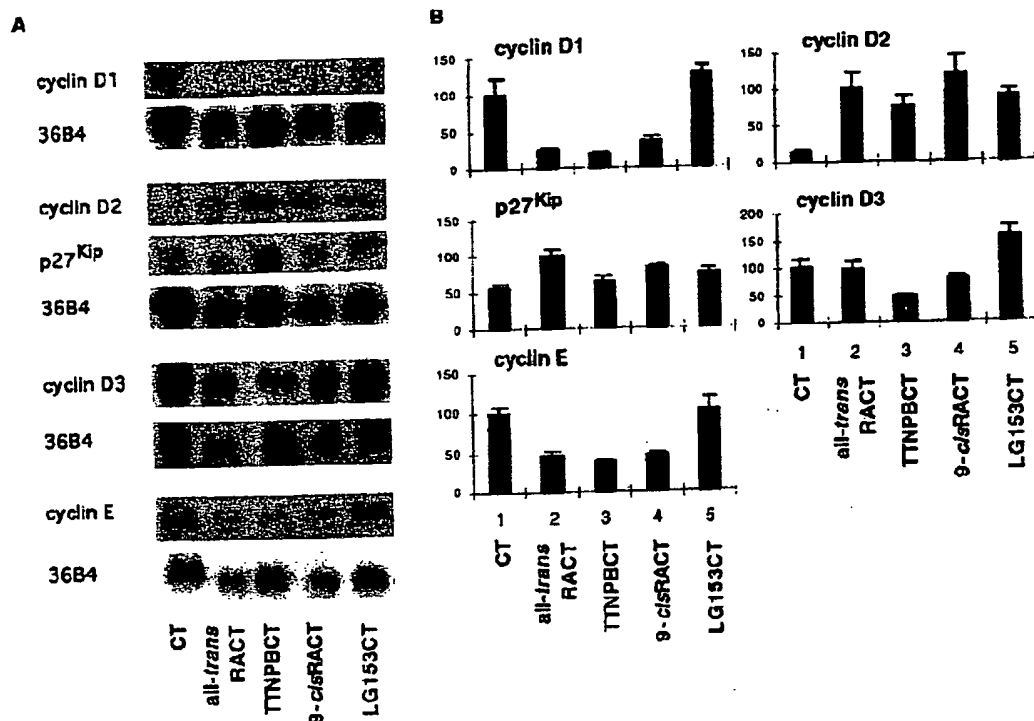 A
cyclin D1
36B4
cyclin D2
p27Kip
36B4
cyclin D3
36B4
cyclin E
36B4
CT
all-trans RACT
TTNPBCT
9-cisRACT
LG153CT
B
cyclin D1
150
100
50
0
cyclin D2
150
100
50
0
p27Kip
150
100
50
0
cyclin D3
200
150
100
50
0
1 2 3 4 5
CT
all-trans RACT
TTNPBCT
9-cisRACT
LG153CT
cyclin E
150
100
50
0
1 2 3 4 5
CT
all-trans RACT
TTNPBCT
9-cisRACT
LG153CT